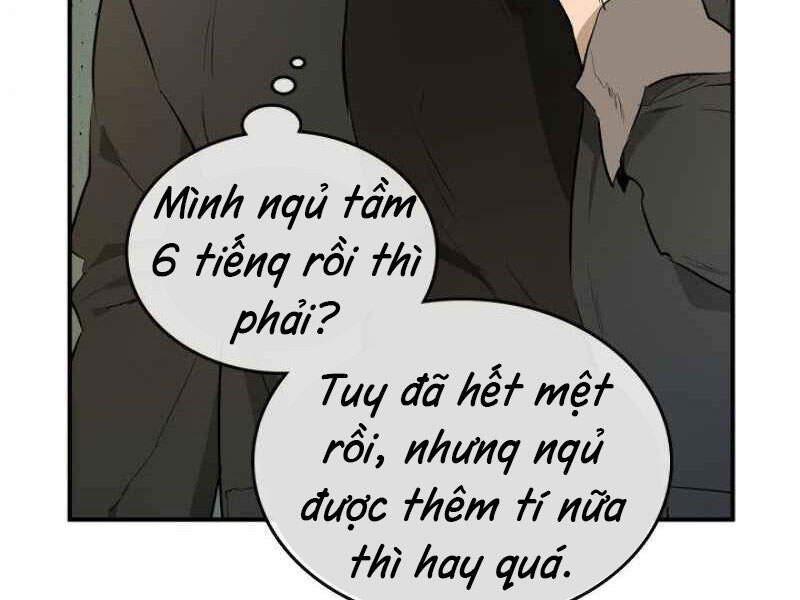 Mình ngủ tầm
6 tiếng rồi thì
phải?
Tuy đã hết mệt
rồi, nhưng ngủ
được thêm tí nữa
thì hay quá.